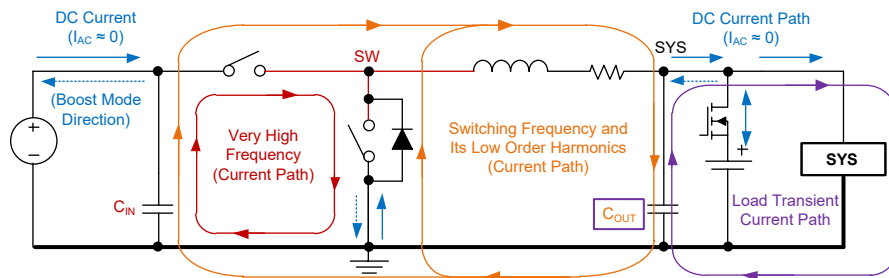 DC Current
(IAC ≈ 0)
(Boost Mode
Direction)
SW
SYS
DC Current Path
(IAC ≈ 0)
Very High
Frequency
(Current Path)
Switching Frequency and
Its Low Order Harmonics
(Current Path)
+
−
CIN
COUT
+
SYS
Load Transient
Current Path